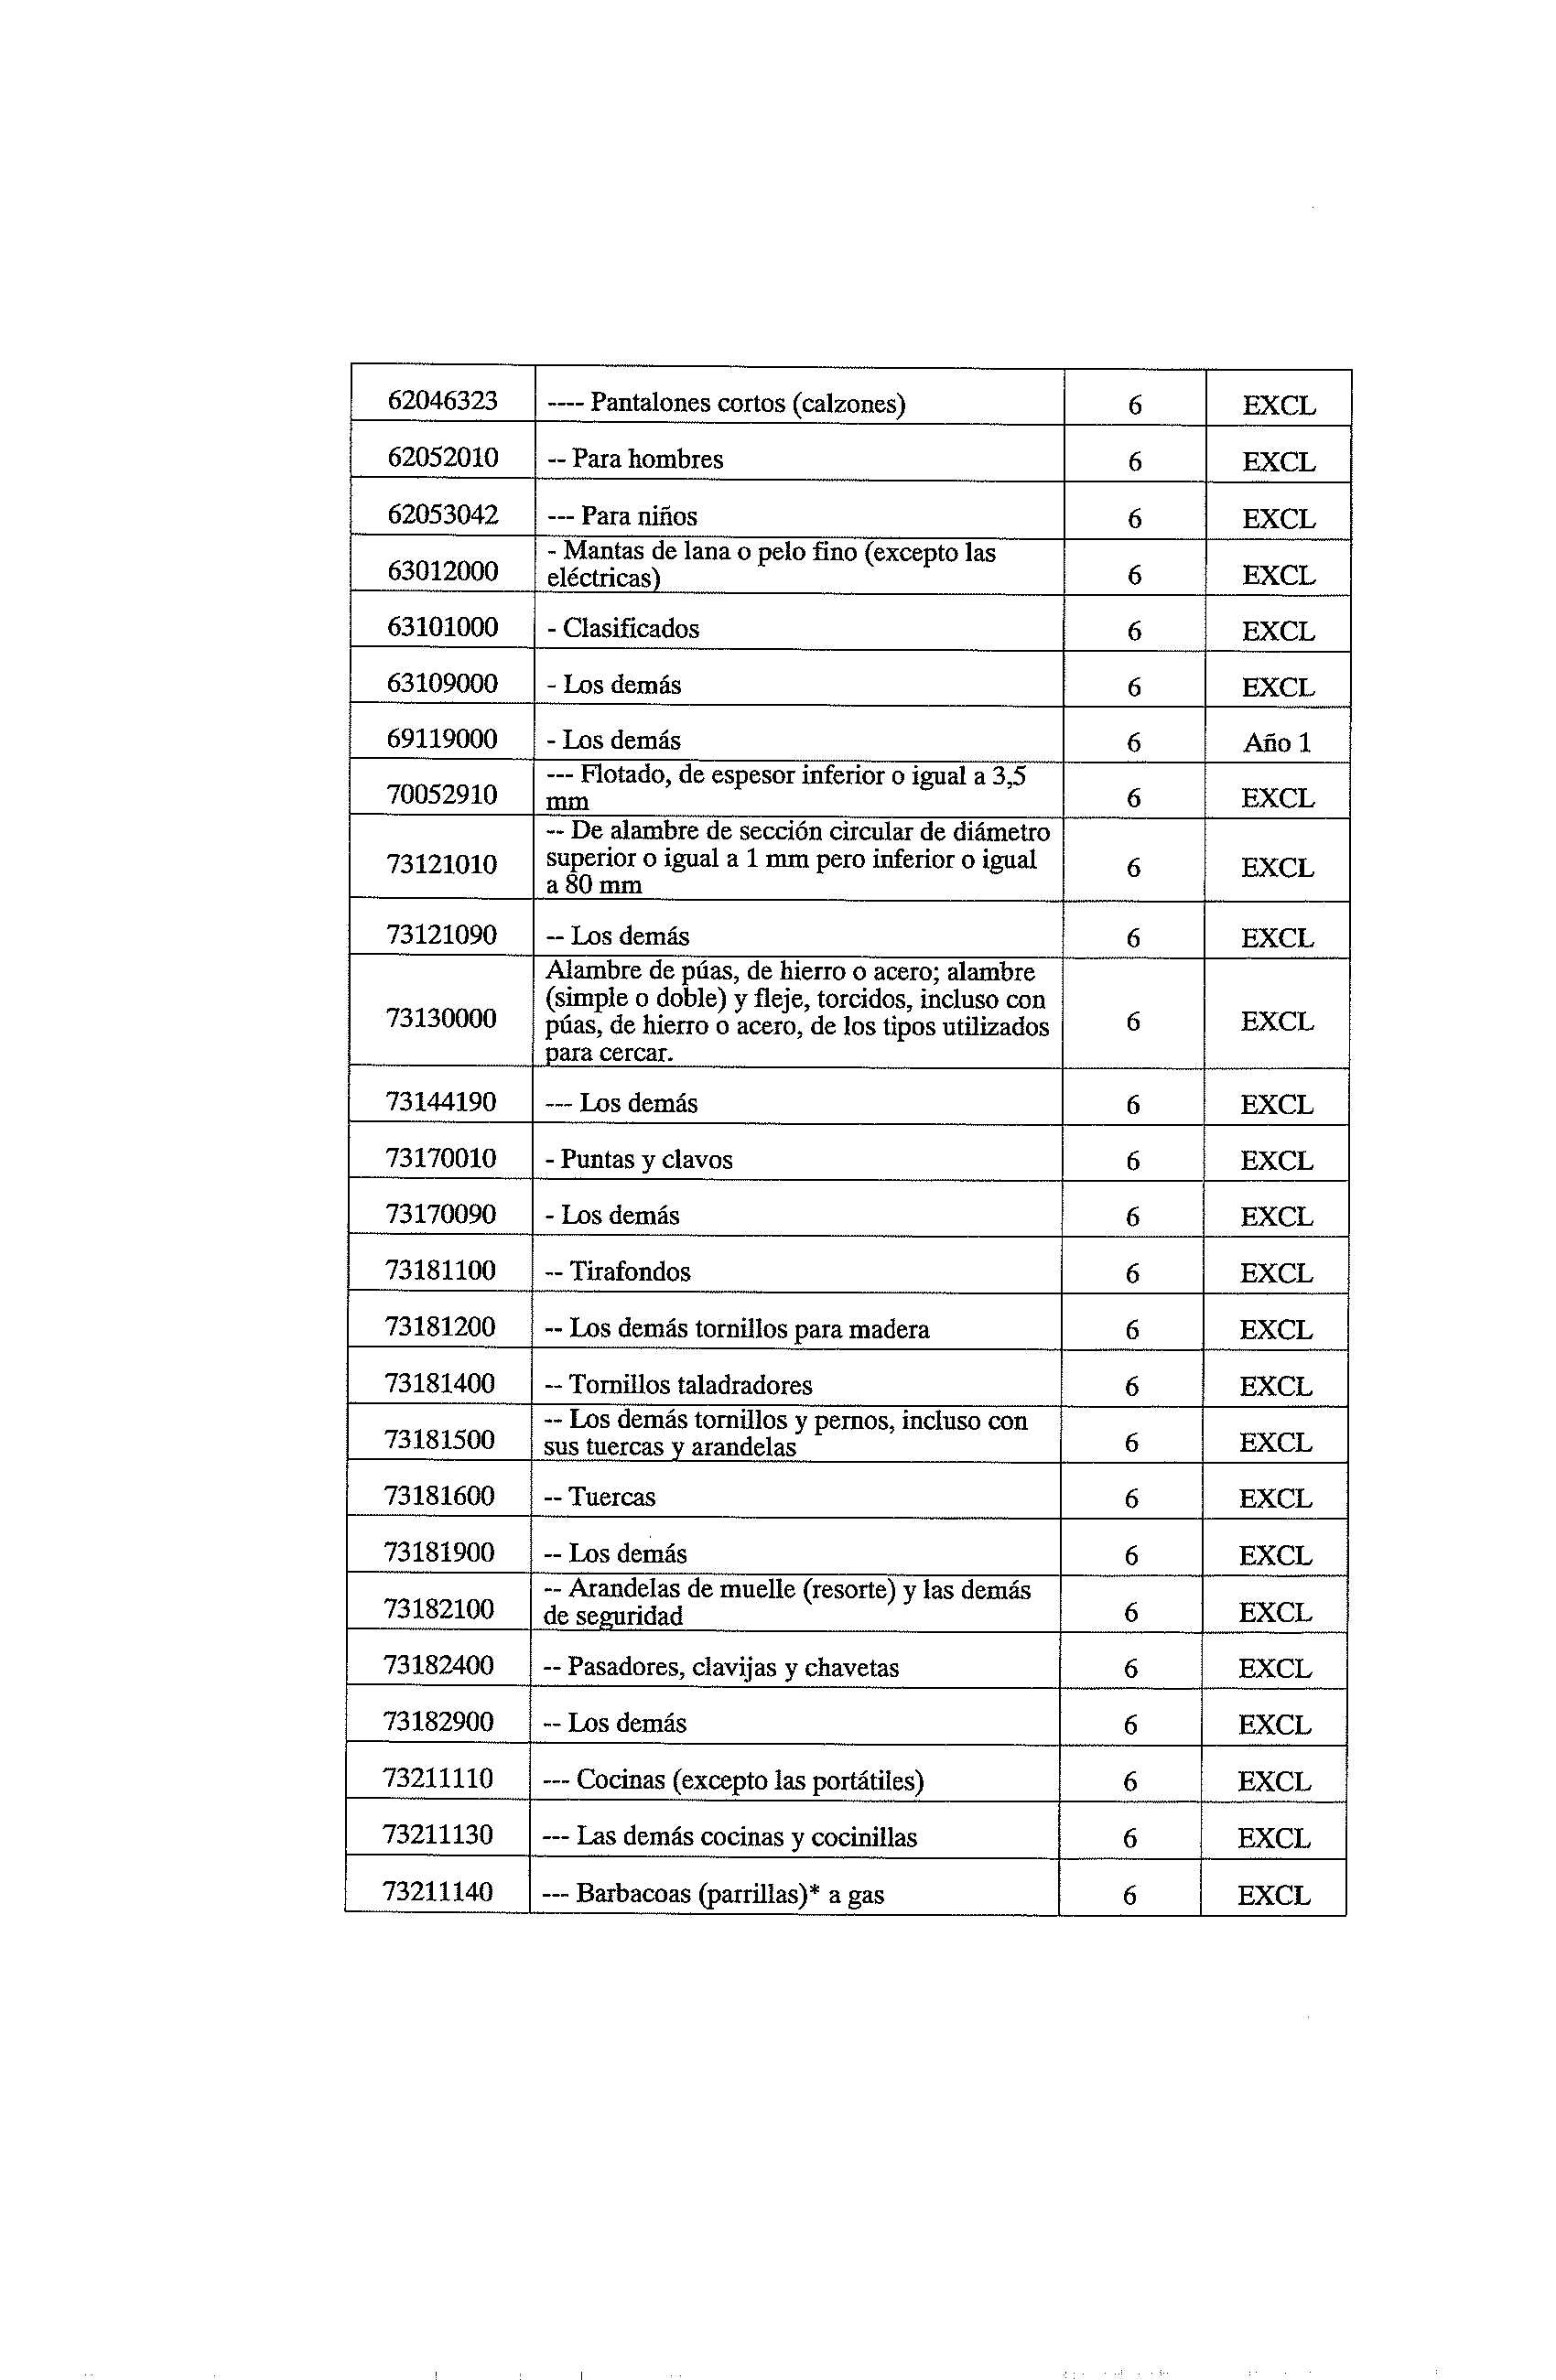 62046323 ---- Pantalones cortos (calzones) 6 EXCL
62052010 -- Para hombres 6 EXCL
62053042 --- Para niños 6 EXCL
- Mantas de lana o pelo fino (excepto las
63012000 eléctricas) 6 EXCL
63101000 - Clasificados 6 EXCL
63109000 - Los demás 6 EXCL
69119000 - Los demás 6 Año 1
--- Flotado, de espesor inferior o igual a 3,5
70052910 mm 6 EXCL
-- De alambre de sección circular de diámetro
73121010 superior o igual a 1 mm pero inferior o igual 6 EXCL
a 80 mm
73121090 -- Los demás 6 EXCL
Alambre de púas, de hierro o acero; alambre
(simple o doble) y fleje, torcidos, incluso con
73130000 púas, de hierro o acero, de los tipos utilizados 6 EXCL
para cercar.
73144190 --- Los demás 6 EXCL
73170010 - Puntas y clavos 6 EXCL
73170090 - Los demás 6 EXCL
73181100 -- Tirafondos 6 EXCL
73181200 -- Los demás tornillos para madera 6 EXCL
73181400 -- Tornillos taladradores 6 EXCL
-- Los demás tornillos y pernos, incluso con
73181500 sus tuercas y arandelas 6 EXCL
73181600 -- Tuercas 6 EXCL
73181900 -- Los demás 6 EXCL
-- Arandelas de muelle (resorte) y las demás
73182100 de seguridad 6 EXCL
73182400 -- Pasadores, clavijas y chavetas 6 EXCL
73182900 -- Los demás 6 EXCL
73211110 --- Cocinas (excepto las portátiles) 6 EXCL
73211130 --- Las demás cocinas y cocinillas 6 EXCL
73211140 --- Barbacoas (parrillas)* a gas 6 EXCL